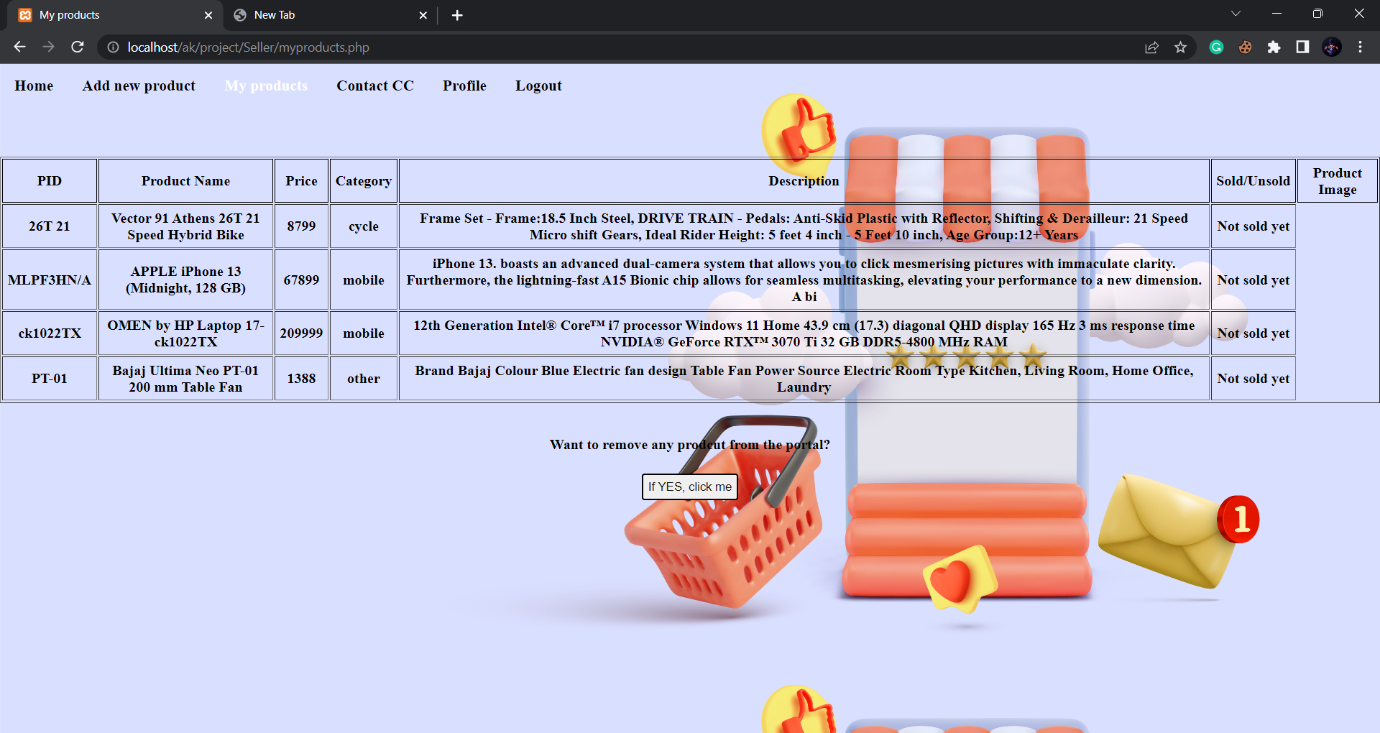 My products
New Tab
localhost/ak/project/Seller/myproducts.php
Home Add new product My products Contact CC Profile Logout
PID Product Name Price Category Description Sold/Unsold Product
Image
26T 21 Vector 91 Athens 26T 21
Speed Hybrid Bike 8799 cycle Frame Set - Frame:18.5 Inch Steel, DRIVE TRAIN - Pedals: Anti-Skid Plastic with Reflector, Shifting & Derailleur: 21 Speed
Micro shift Gears, Ideal Rider Height: 5 feet 4 inch - 5 Feet 10 inch, Age Group:12+ Years Not sold yet
MLPF3HN/A APPLE iPhone 13
(Midnight, 128 GB) 67899 mobile iPhone 13. boasts an advanced dual-camera system that allows you to click mesmerising pictures with immaculate clarity.
Furthermore, the lightning-fast A15 Bionic chip allows for seamless multitasking, elevating your performance to a new dimension.
A bi Not sold yet
ck1022TX OMEN by HP Laptop 17-
ck1022TX 209999 mobile 12th Generation Intel® Core™ i7 processor Windows 11 Home 43.9 cm (17.3) diagonal QHD display 165 Hz 3 ms response time
NVIDIA® GeForce RTX™ 3070 Ti 32 GB DDR5-4800 MHz RAM Not sold yet
PT-01 Bajaj Ultima Neo PT-01
200 mm Table Fan 1388 other Brand Bajaj Colour Blue Electric fan design Table Fan Power Source Electric Room Type Kitchen, Living Room, Home Office,
Laundry Not sold yet
Want to remove any prodcut from the portal?
If YES, click me
1